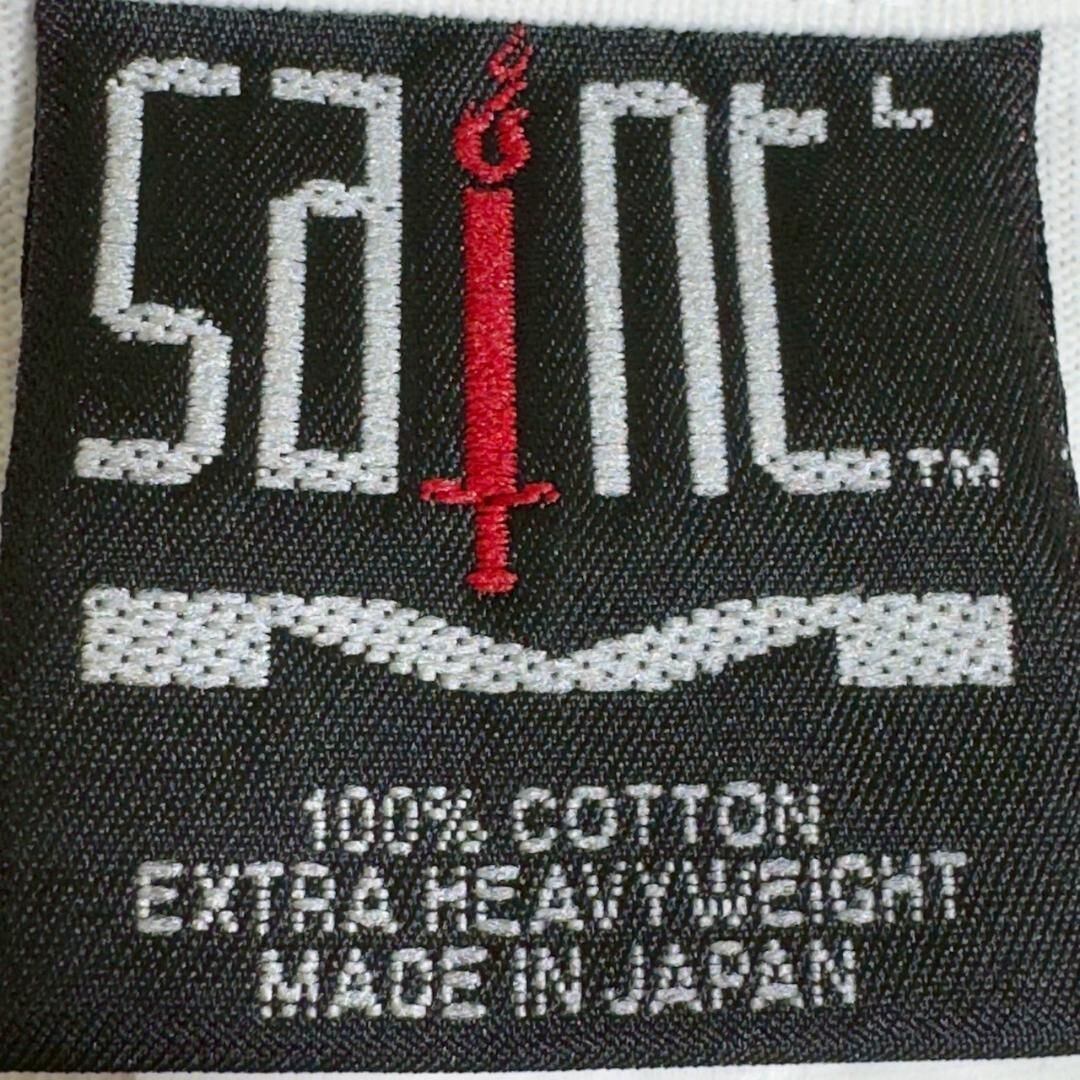 saint L
TM
100% COTTON
EXTRA HEAVYWEIGHT
MADE IN JAPAN